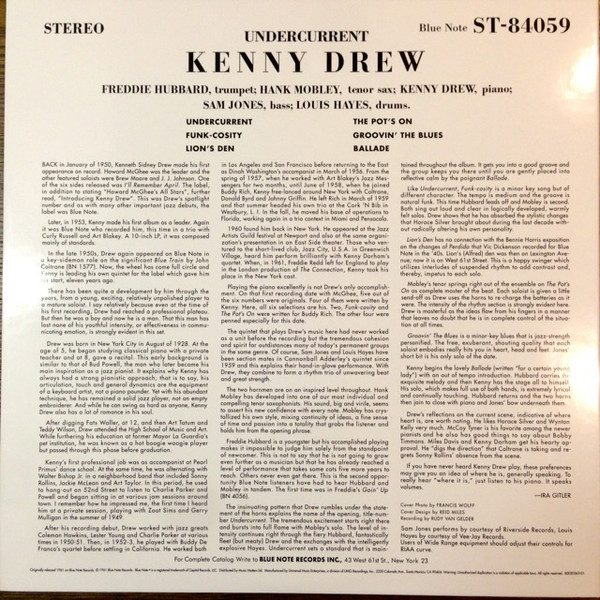 STEREO
Blue Note ST-84059
UNDERCURRENT
KENNY DREW
FREDDIE HUBBARD, trumpet; HANK MOBLEY, tenor sax; KENNY DREW, piano;
SAM JONES, bass; LOUIS HAYES, drums.
UNDERCURRENT
FUNK-COSITY
LION'S DEN
THE POT'S ON
GROOVIN' THE BLUES
BALLADE
BACK in January of 1950, Kenneth Sidney Drew made his first
appearance on record. Howard McGhee was the leader and the
other featured soloists were Brew Moore and J. J. Johnson. One
of the six sides released was I'll Remember April. The label,
in addition to stating "Howard McGhee's All Stars", further
read, "Introducing Kenny Drew". This was Drew's spotlight
number and as many other important jazz debuts, the
label was Blue Note.
Later, in 1953, Kenny made his first album as a leader. Again
it was Blue Note who recorded him, this time in a trio with
Curly Russell and Art Blakey. A 10-inch LP, it was composed
mainly of standards.
In the late 1950s, Drew again appeared on Blue Note in
a key-sideman role on the significant Blue Train by John
Coltrane (BN 1577). Now, the wheel has come full circle and
Kenny is leading his own quintet for the label which gave him
his start, eleven years ago.
There has been quite a development by him through the
years, from a young, exciting, relatively unpolished player to
a mature soloist. I say relatively because even at the time of
his first recording, Drew had reached a professional plateau.
But then he was a boy and now he is a man. That this man has
lost none of his youthful intensity, or effectiveness in commu-
nicating emotion, is strongly evident in this set.
Drew was born in New York City in August of 1928. At the
age of 5, he began studying classical piano with a private
teacher and at 8, gave a recital. This early background is
similar to that of Bud Powell, the man who later became his
main inspiration as a jazz pianist. It explains why Kenny has
always had a strong pianistic approach; that is to say, his
articulation, touch and general dynamics are the equipment
of a keyboard artist, not a piano pounder. Yet with his abundant
technique, he has remained a solid jazz player, not an empty
embroiderer. And while he can swing as hard as anyone, Kenny
Drew also has a lot of romance in his soul.
After digging Fats Waller, at 12, and then Art Tatum and
Teddy Wilson, Drew attended the High School of Music and Art.
While furthering his education at former Mayor La Guardia's
pet institution, he was known as a hot boogie woogie player
but passed through this phase before graduation.
Kenny's first professional job was as accompanist at Pearl
Primus' dance school. At the same time, he was alternating with
Walter Bishop Jr. in a neighborhood band that included Sonny
Rollins, Jackie McLean and Art Taylor. In this period, he used
to hang-out on 52nd Street to listen to Charlie Parker and
Powell and began sitting in at various jam sessions around
town. I remember how he impressed me, the first time I heard
him at a private session, playing with Zoot Sims and Gerry
Mulligan in the summer of 1949.
After his recording debut, Drew worked with jazz greats
Coleman Hawkins, Lester Young and Charlie Parker at various
times in 1950-51. Then, in 1952-3, he played with Buddy De
Franco's quartet before settling in California. He worked both
in Los Angeles and San Francisco before returning to the East
as Dinah Washington's accompanist in March of 1956. From the
spring of 1957, when he worked with Art Blakey's Jazz Mes-
sengers for two months, until June of 1958, when he joined
Buddy Rich, Kenny free-lanced around New York with Coltrane,
Donald Byrd and Johnny Griffin. He left Rich in March of 1959
and that summer headed his own trio at the Cork 'N Bib in
Westbury, L. I. In the fall, he moved his base of operations to
Florida, working again in a trio context in Miami and Pensacola.
1960 found him back in New York. He appeared at the Jazz
Artists Guild festival at Newport and also at the same organi-
zation's presentation in an East Side theater. Those who ven-
tured to the short-lived club, Jazz City, U.S.A. in Greenwich
Village, heard him perform brilliantly with Kenny Dorham's
quartet. When, in 1961, Freddie Redd left for England to play
in the London production of The Connection, Kenny took his
place in the New York cast.
Playing the piano excellently is not Drew's only accomplish-
ment. On that first recording date with McGhee, five out of
the six numbers were originals. Four of them were written by
Kenny. Here, all six selections are his. Two, Funk-cosity and
The Pot's On were written for Buddy Rich. The other four were
penned especially for this date.
The quintet that plays Drew's music here had never worked
as a unit before the recording but the tremendous cohesion
and spirit outdistances many of today's permanent groups
in the same genre. Of course, Sam Jones and Louis Hayes have
been section mates in Cannonball Adderley's quintet since
1959 and this explains their hand-in-glove performance. With
Drew, they combine to form a rhythm trio of unwavering beat
and great strength.
The two hornmen are on an inspired level throughout. Hank
Mobley has developed into one of our most individual and
compelling tenor saxophonists. His sound, big and virile, seems
to assert his new confidence with every note. Mobley has crys-
tallized his own style, mixing continuity of ideas, a fine sense
of time and passion into a totality that grabs the listener and
holds him from the opening phrase.
Freddie Hubbard is a youngster but his accomplished playing
makes it impossible to judge him solely from the standpoint
of newcomer. This is not to say that he is not going to grow
even further as a musician but that he has already reached a
level of performance that takes some cats five more years to
reach. Others never even get there. This is the second oppor-
tunity Blue Note listeners have had to hear Hubbard and
Mobley in tandem. The first time was in Freddie's Goin' Up
(BN 4056).
The insinuating pattern that Drew rumbles under the state-
ment of the horns explains the name of the opening, title-num-
ber Undercurrent. The tremendous excitement starts right there
and bursts into full flame with Mobley's solo. The level of in-
tensity continues right through the fiery Hubbard, fantastically
fleet (but meaty) Drew and the exchanges with the intelligently
explosive Hayes. Undercurrent sets a standard that is main-
tained throughout the album. It gets you into a good groove and
the group keeps you there until you are gently placed into
reflective calm by the poignant Ballade.
Like Undercurrent, Funk-cosity is a minor key song but of
different character. The tempo is medium and the groove is
natural funk. This time Hubbard leads off and Mobley is second.
Both sing out loud and clear in logically developed, warmly
felt solos. Drew shows that he has absorbed the stylistic changes
that Horace Silver brought about during the last decade with-
out radically altering his own personality.
Lion's Den has no connection with the Bennie Harris exposition
on the changes of Perdido that Vic Dickenson recorded for Blue
Note in the '40s. Lion's (Alfred) den was then on Lexington Ave-
nue; now it is on West 61st Street. This is a happy swinger which
utilizes interludes of suspended rhythm to add contrast and,
thereby, impetus to each solo.
Mobley's tenor springs right out of the ensemble on The Pot's
On as complete master of the beat. Each soloist is given a little
send-off as Drew uses the horns to re-charge the batteries as it
were. The intensity of the rhythm section is strongly evident here.
Drew is masterful as the ideas flow from his fingers in a manner
that leaves no doubt that he is in complete control of the situa-
tion at all times.
Groovin' The Blues is a minor-key blues that is jazz-strength
personified. The free, exuberant, shouting quality that each
soloist embodies really hits you in heart, head and feet. Jones'
short bit is his only solo of the date.
Kenny begins the lovely Ballade (written "for a certain young
lady") with an out of tempo introduction. Hubbard carries the
exquisite melody and then Kenny has the stage all to himself.
His solo, which makes full use of both hands, is extremely lyrical
and continually touching. Hubbard returns and the two horns
then join to close with piano and Jones' bow underneath them.
Drew's reflections on the current scene, indicative of where
heart is, are worth noting. He likes Horace Silver and Wynton
Kelly very much. McCoy Tyner is his favorite among the newer
pianists and he also has good things to say about Bobby
Timmons. Miles Davis and Kenny Dorham get his hearty ap-
proval. He "digs the direction" that Coltrane is taking and re-
grets Sonny Rollins' absence from the scene.
If you have never heard Kenny Drew play, these preferences
may give you an idea of where he is, generally speaking. To
really hear "where it is," just listen to his piano. It speaks
volumes.
—IRA GITLER
Cover Photo by FRANCIS WOLFF
Cover Design by REID MILES
Recording by RUDY VAN GELDER
Sam Jones performs by courtesy of Riverside Records, Louis
Hayes by courtesy of Vee-Jay Records.
Users of Wide Range equipment should adjust their controls for
RIAA curve.
For Complete Catalog Write to BLUE NOTE RECORDS INC., 43 West 61st St., New York 23